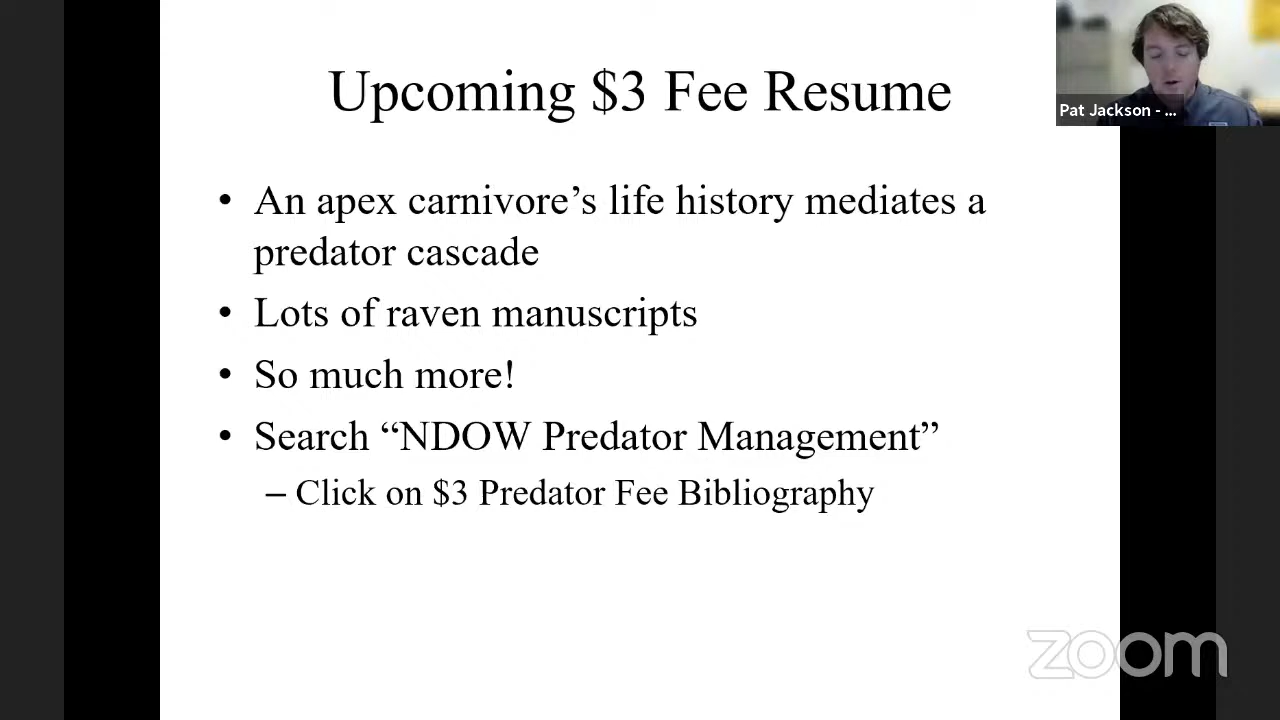 Upcoming $3 Fee Resume
Pat Jackson - ...
• An apex carnivore’s life history mediates a
predator cascade
• Lots of raven manuscripts
• So much more!
• Search “NDOW Predator Management”
– Click on $3 Predator Fee Bibliography
zoom